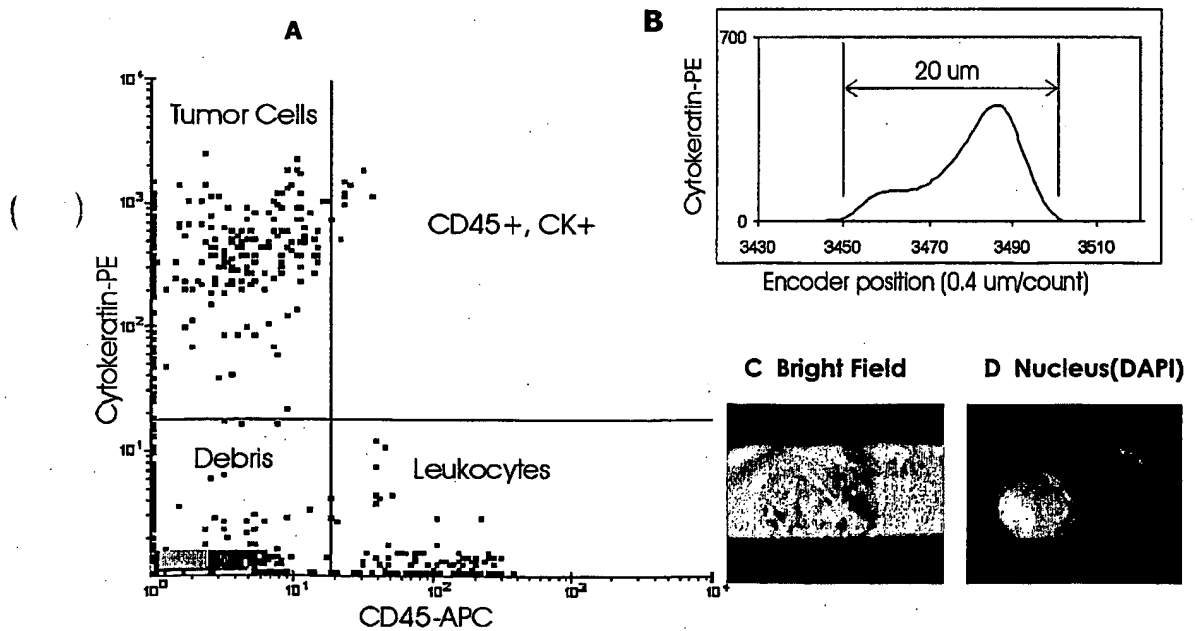 A
10⁴
Tumor Cells
10³
CD45+, CK+
10²
Cytokeratin-PE
10¹
Debris
Leukocytes
10⁰
10¹
10²
10³
10⁴
CD45-APC
B
700
20 um
Cytokeratin-PE
0
3430 3450 3470 3490 3510
Encoder position (0.4 um/count)
C Bright Field
D Nucleus(DAPI)
( )